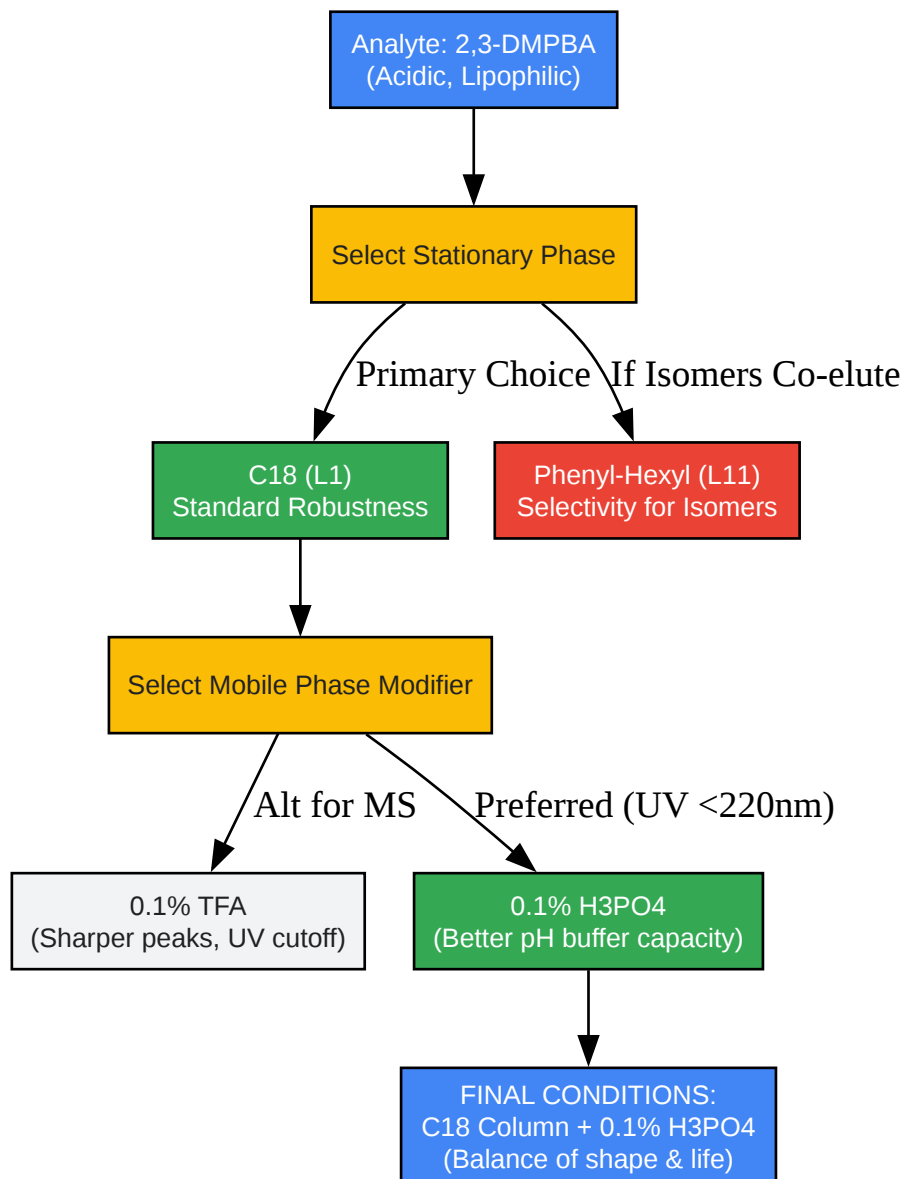 Analyte: 2,3-DMPBA
(Acidic, Lipophilic)
Select Stationary Phase
Primary Choice
If Isomers Co-elute
C18 (L1)
Standard Robustness
Phenyl-Hexyl (L11)
Selectivity for Isomers
Select Mobile Phase Modifier
Alt for MS
Preferred (UV <220nm)
0.1% TFA
(Sharper peaks, UV cutoff)
0.1% H3PO4
(Better pH buffer capacity)
FINAL CONDITIONS:
C18 Column + 0.1% H3PO4
(Balance of shape & life)